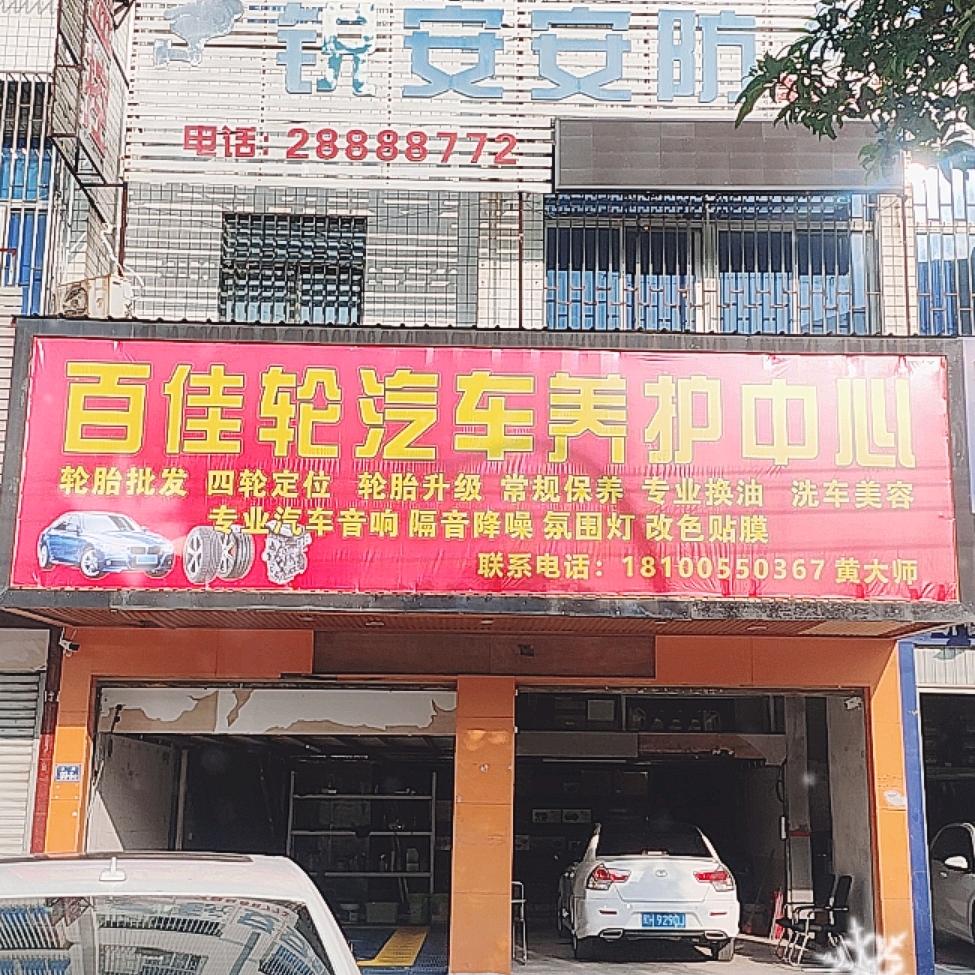 锐安安防
电话: 28888772
百佳轮汽车养护中心
轮胎批发 四轮定位 轮胎升级 常规保养 专业换油 洗车美容
专业汽车音响 隔音降噪 氛围灯 改色贴膜
联系电话：18100550367 黄大师